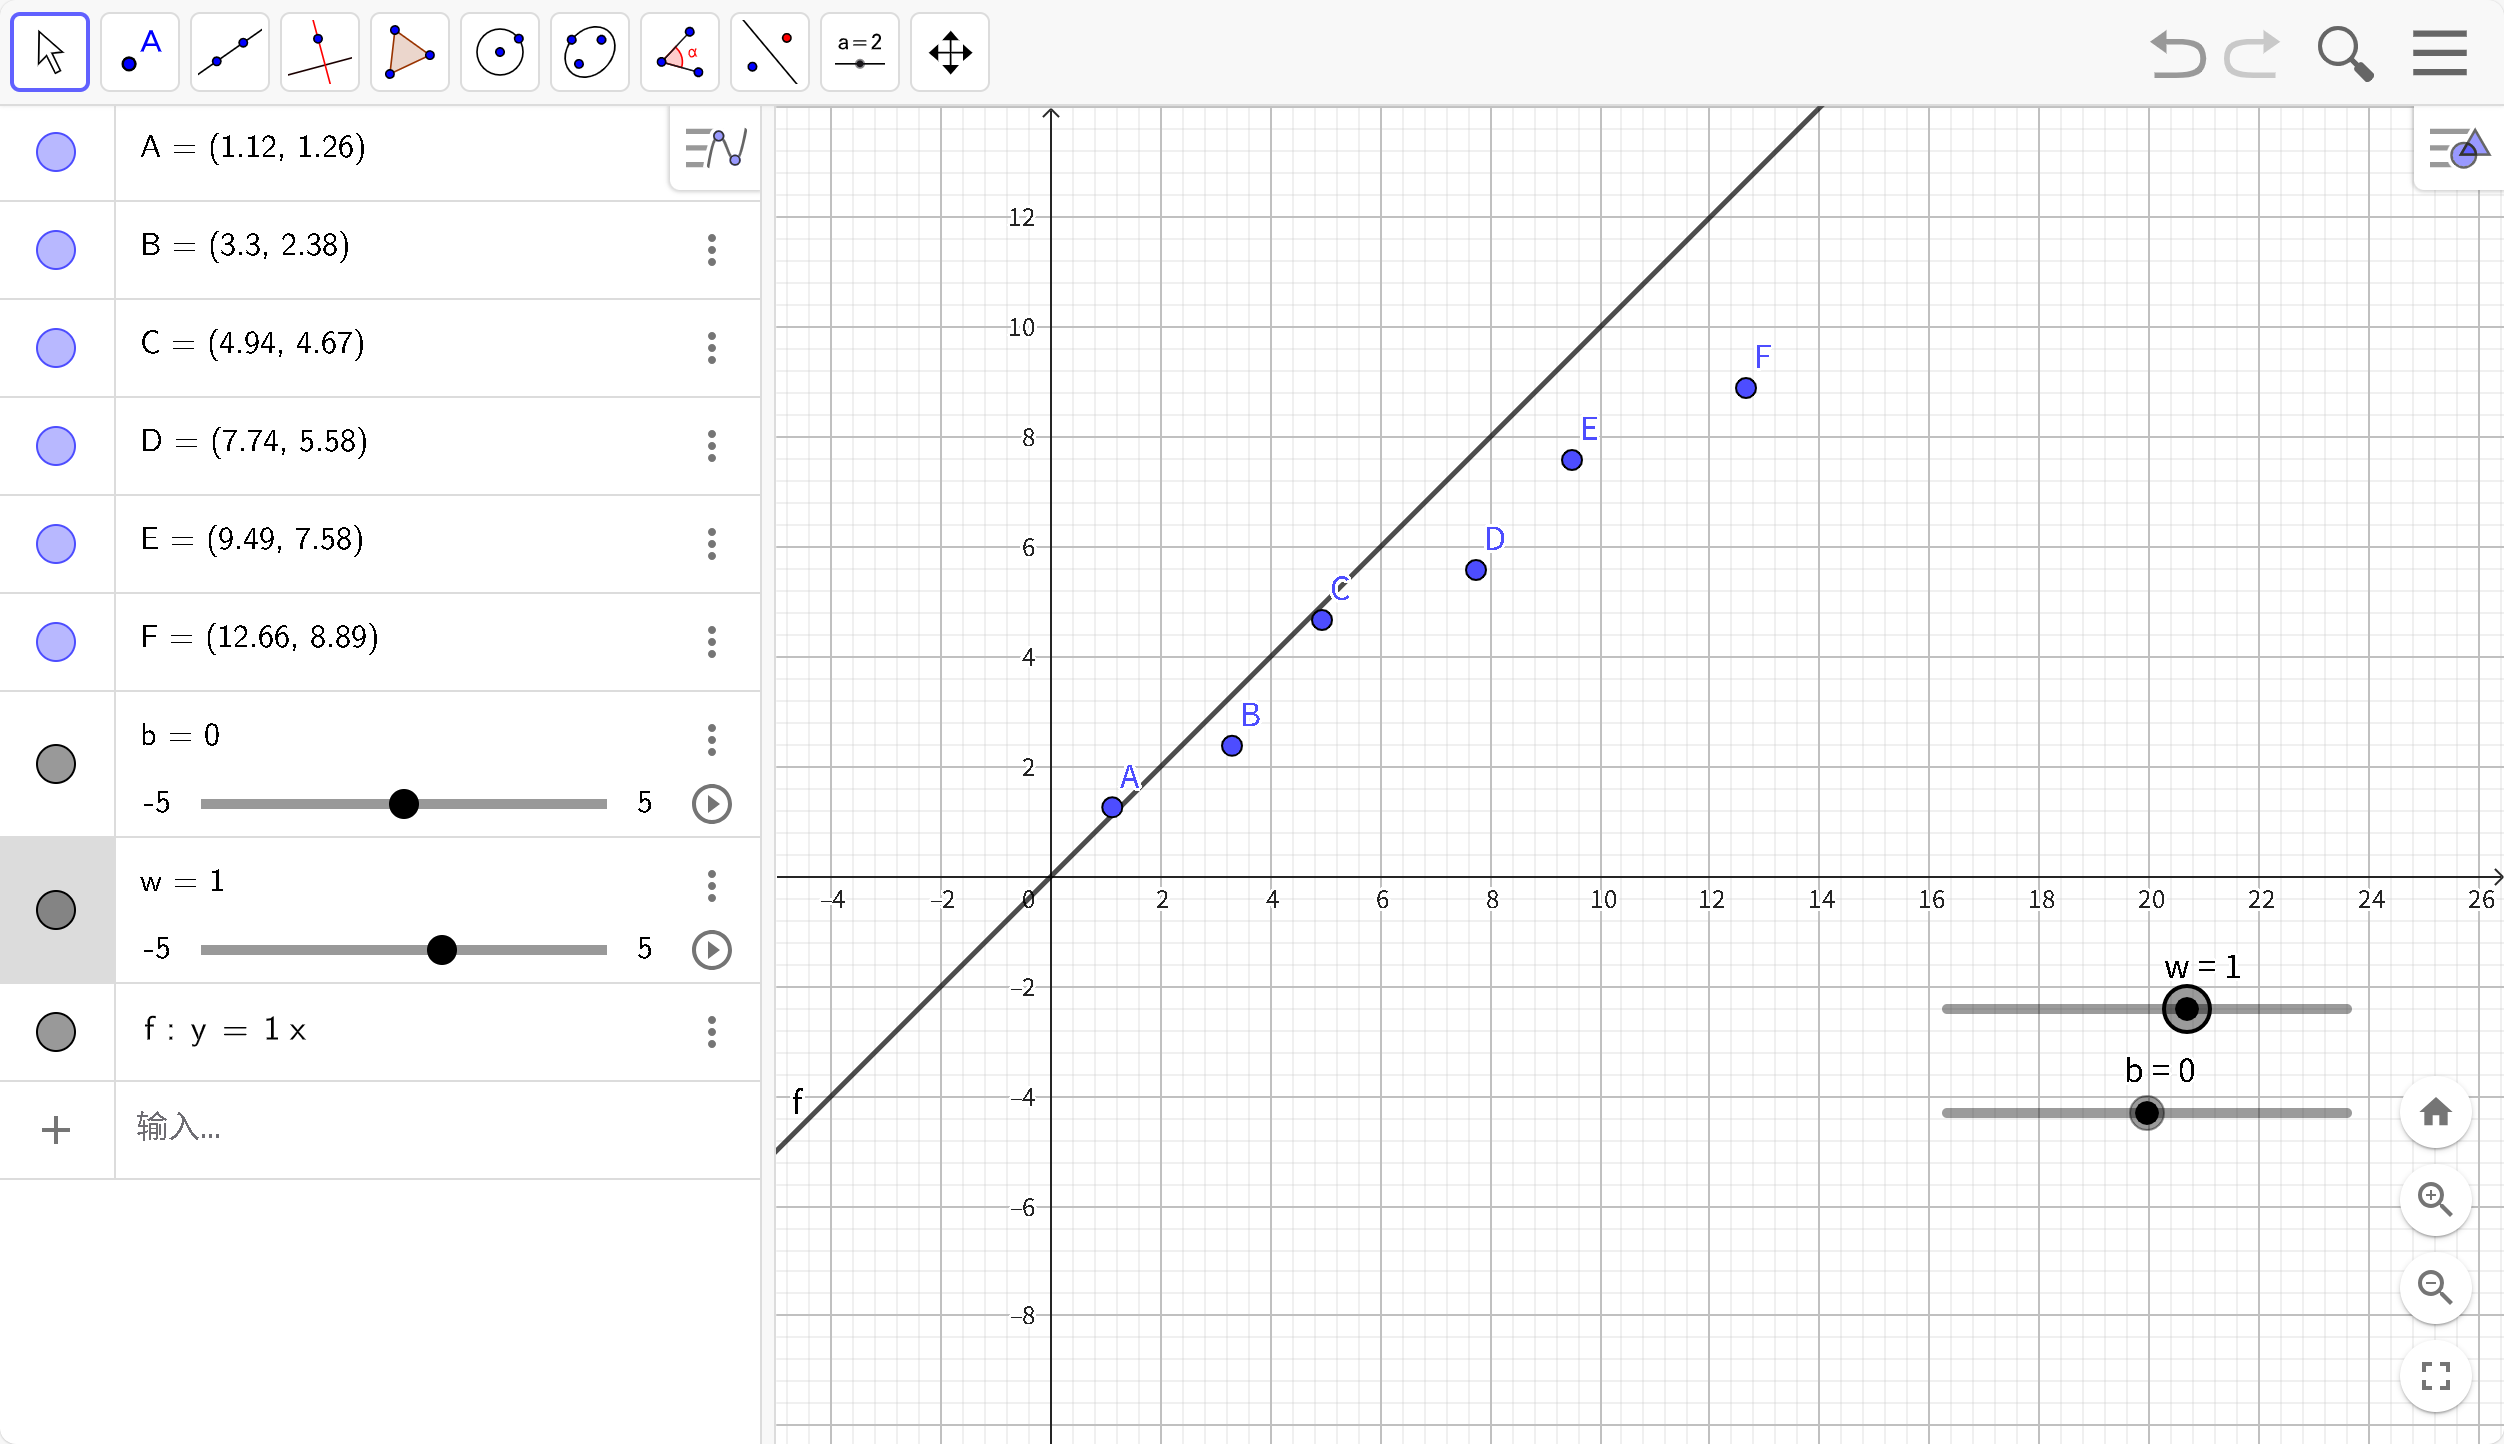 A
α
a=2
A = (1.12, 1.26)
B = (3.3, 2.38)
C = (4.94, 4.67)
D = (7.74, 5.58)
E = (9.49, 7.58)
F = (12.66, 8.89)
b = 0
-5 5
w = 1
-5 5
f : y = 1 x
输入...
12
10
8
6
4
2
–4 –2 0 2 4 6 8 10 12 14 16 18 20 22 24 26
–2
–4
–6
–8
F
E
D
C
B
A
f
w = 1
b = 0